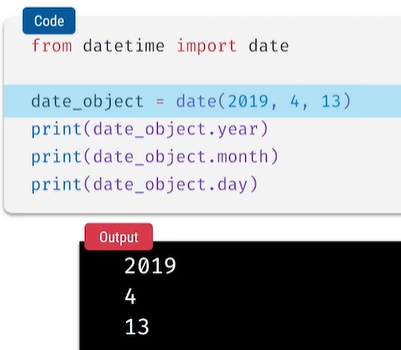 Code
from datetime import date
date_object = date(2019, 4, 13)
print(date_object.year)
print(date_object.month)
print(date_object.day)
Output
2019
4
13